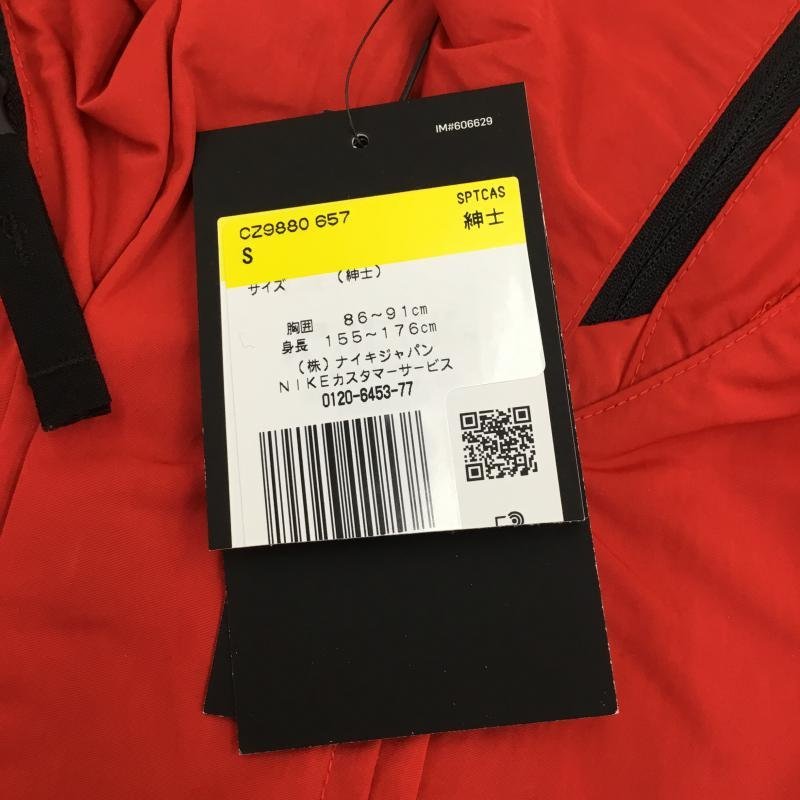 IM#606629
SPTCAS
CZ9880 657
紳士
S
サイズ （紳士）
胸囲 86～91cm
身長 155～176cm
（株）ナイキジャパン
NIKEカスタマーサービス
0120-6453-77